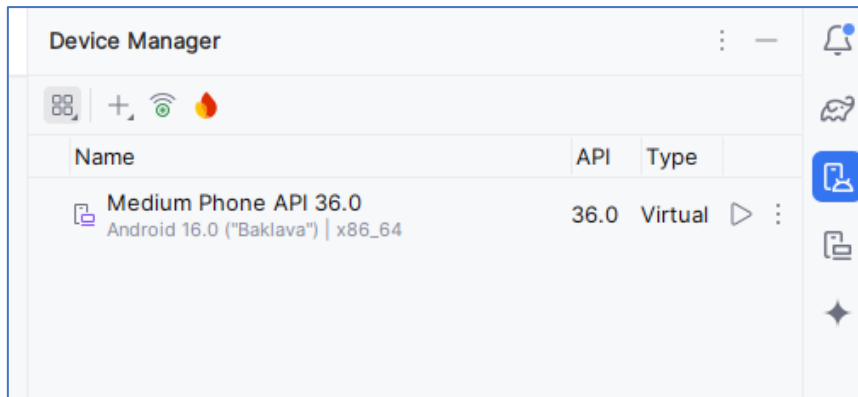 Device Manager
Name API Type
Medium Phone API 36.0 36.0 Virtual
Android 16.0 ("Baklava") | x86_64